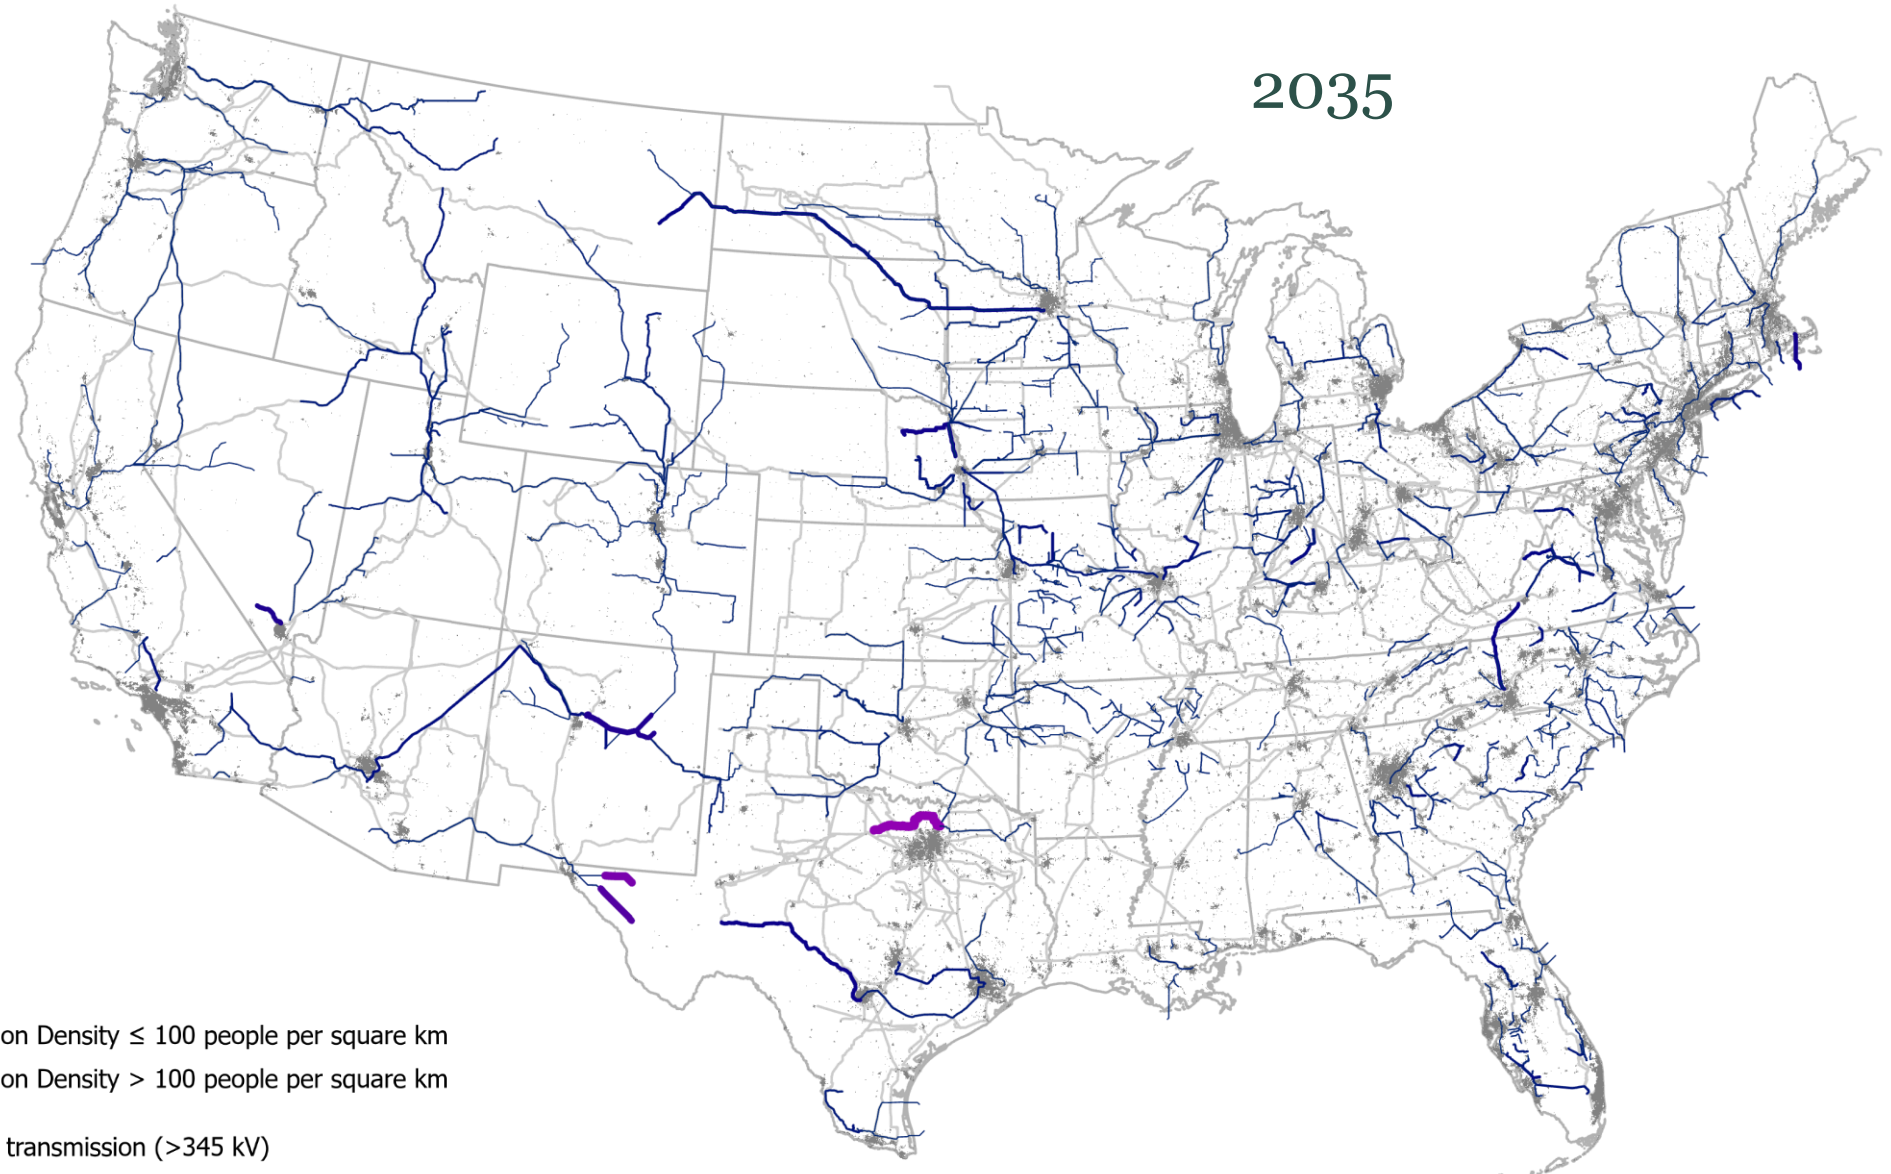 2035
on Density ≤ 100 people per square km
on Density > 100 people per square km
transmission (>345 kV)